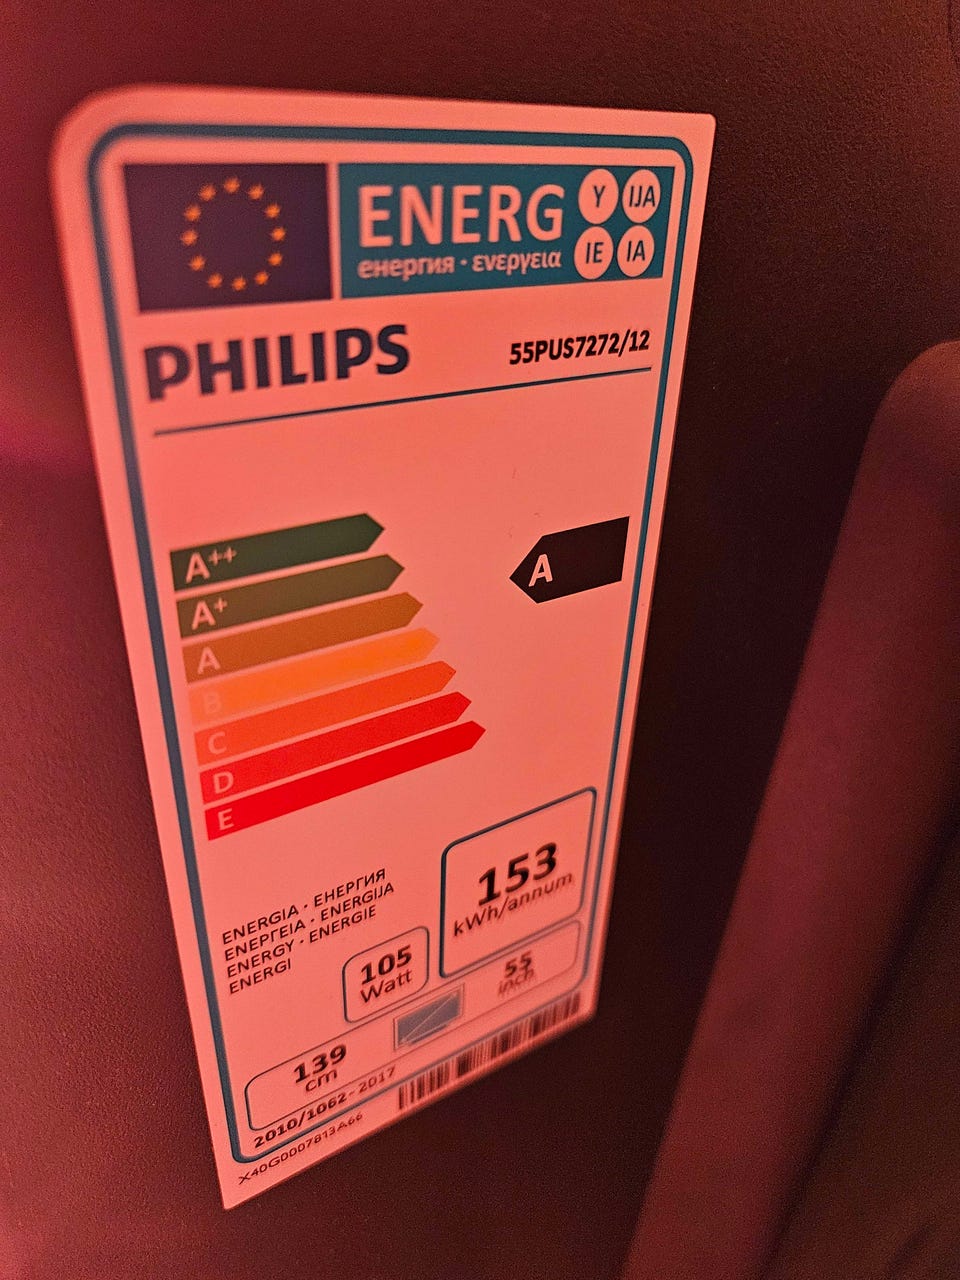 ENERG Y IJA
енергия · ενεργεια IE IA
PHILIPS 55PUS7272/12
A++
A+
A
B
C
D
E
A
ENERGIA · ЕНЕРГИЯ
ΕΝΕΡΓΕΙΑ · ENERGIJA
ENERGY · ENERGIE
ENERGI
153
kWh/annum
105
Watt
55
inch
139
cm
2010/1062-2017
X40G0007813A66